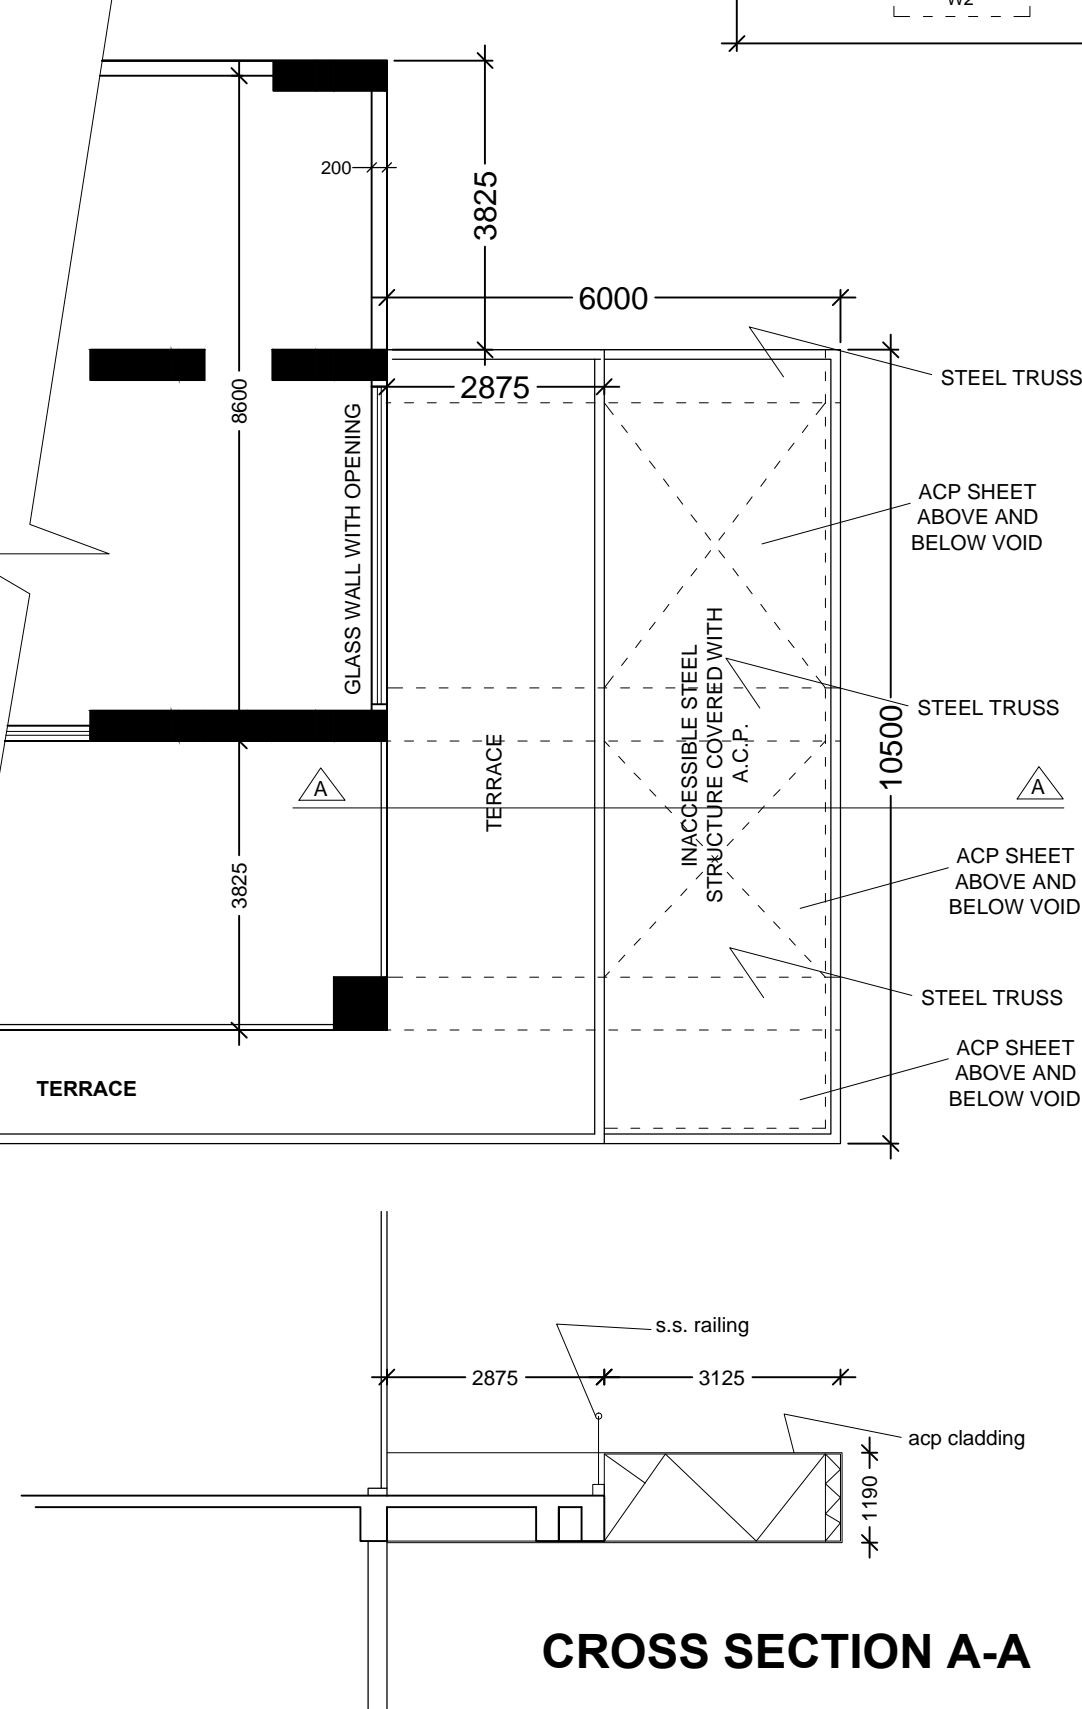 W2
200
3825
6000
2875
STEEL TRUSS
8600
GLASS WALL WITH OPENING
ACP SHEET
ABOVE AND
BELOW VOID
INACCESSIBLE STEEL
STRUCTURE COVERED WITH
A.C.P.
STEEL TRUSS
10500
TERRACE
A
A
3825
ACP SHEET
ABOVE AND
BELOW VOID
STEEL TRUSS
ACP SHEET
ABOVE AND
BELOW VOID
TERRACE
s.s. railing
2875
3125
acp cladding
1190
CROSS SECTION A-A